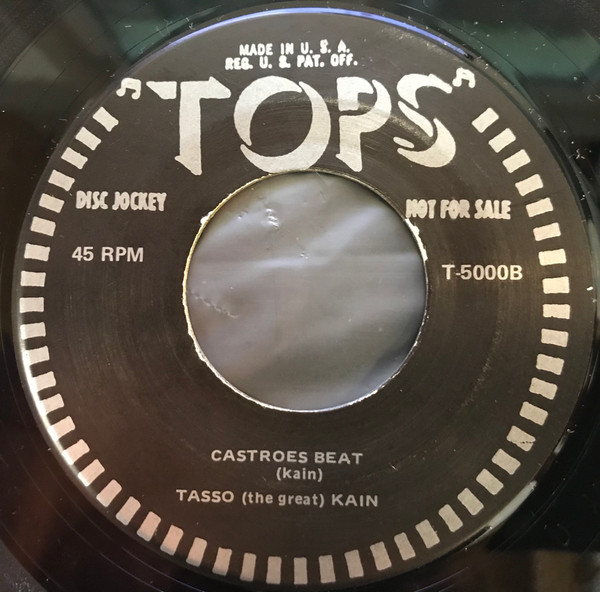 MADE IN U. S. A.
REG. U. S. PAT. OFF.
"TOPS"
DISC JOCKEY
NOT FOR SALE
45 RPM
T-5000B
CASTROES BEAT
(kain)
TASSO (the great) KAIN